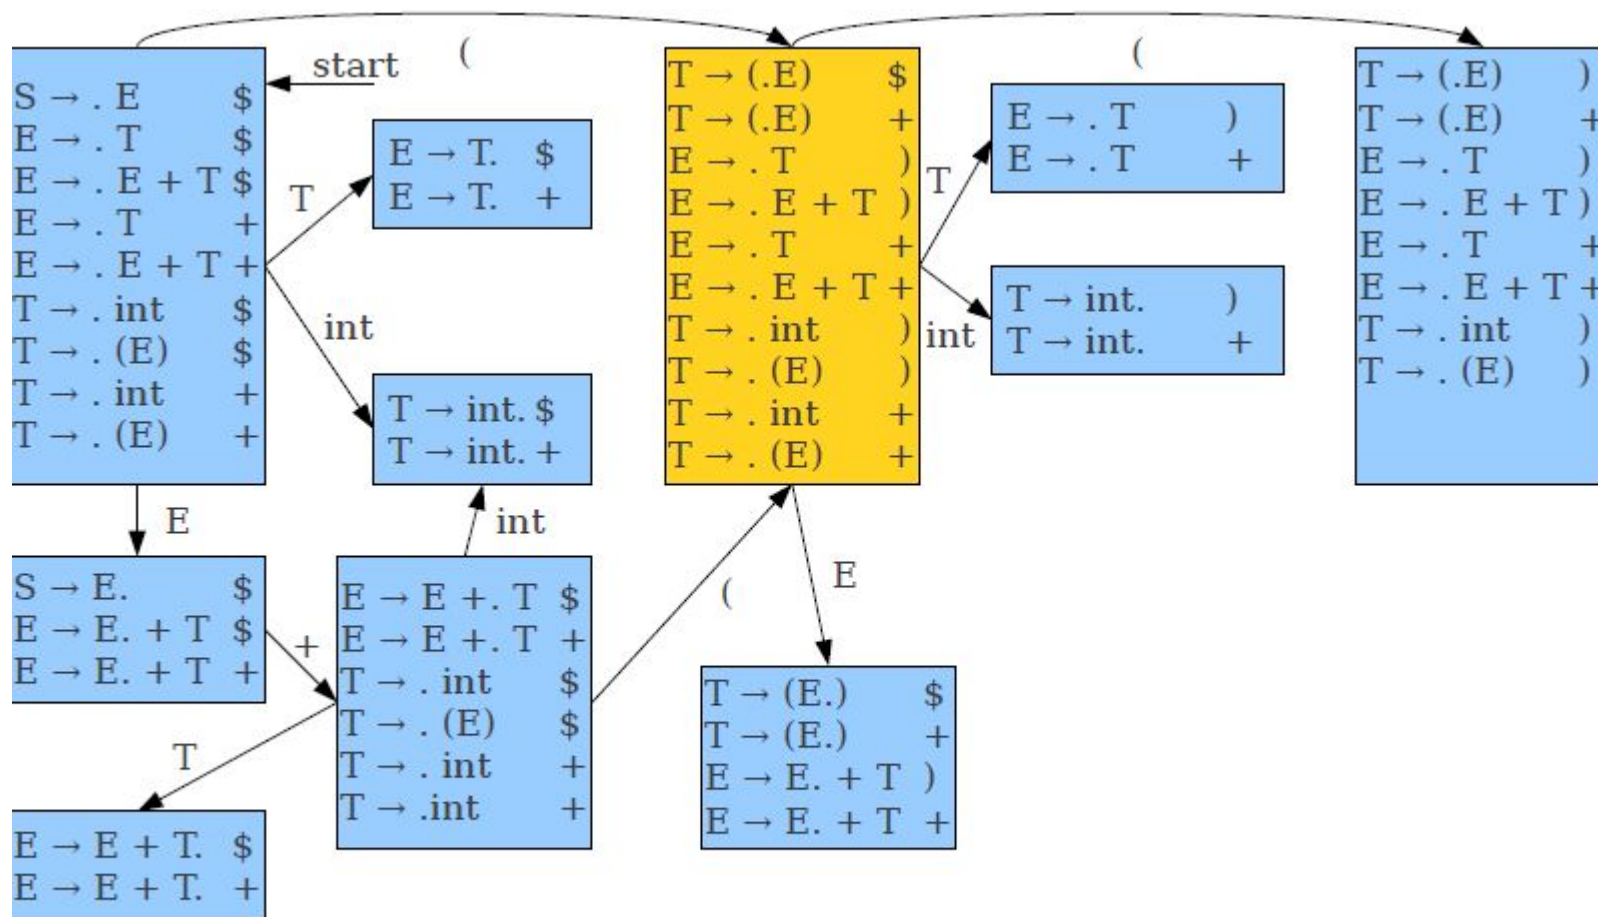 (
(
start
S → . E $
E → . T $
E → . E + T $
E → . T +
E → . E + T +
T → . int $
T → . (E) $
T → . int +
T → . (E) +
T
E → T. $
E → T. +
int
T → int. $
T → int. +
T → (.E) $
T → (.E) +
E → . T )
E → . E + T )
E → . T +
E → . E + T +
T → . int )
T → . (E) )
T → . int +
T → . (E) +
T
E → . T )
E → . T +
int
T → int. )
T → int. +
T → (.E) )
T → (.E) +
E → . T )
E → . E + T )
E → . T +
E → . E + T +
T → . int )
T → . (E) )
E
int
S → E. $
E → E. + T $
E → E. + T +
+
E → E +. T $
E → E +. T +
T → . int $
T → . (E) $
T → . int +
T → .int +
(
E
T → (E.) $
T → (E.) +
E → E. + T )
E → E. + T +
T
E → E + T. $
E → E + T. +